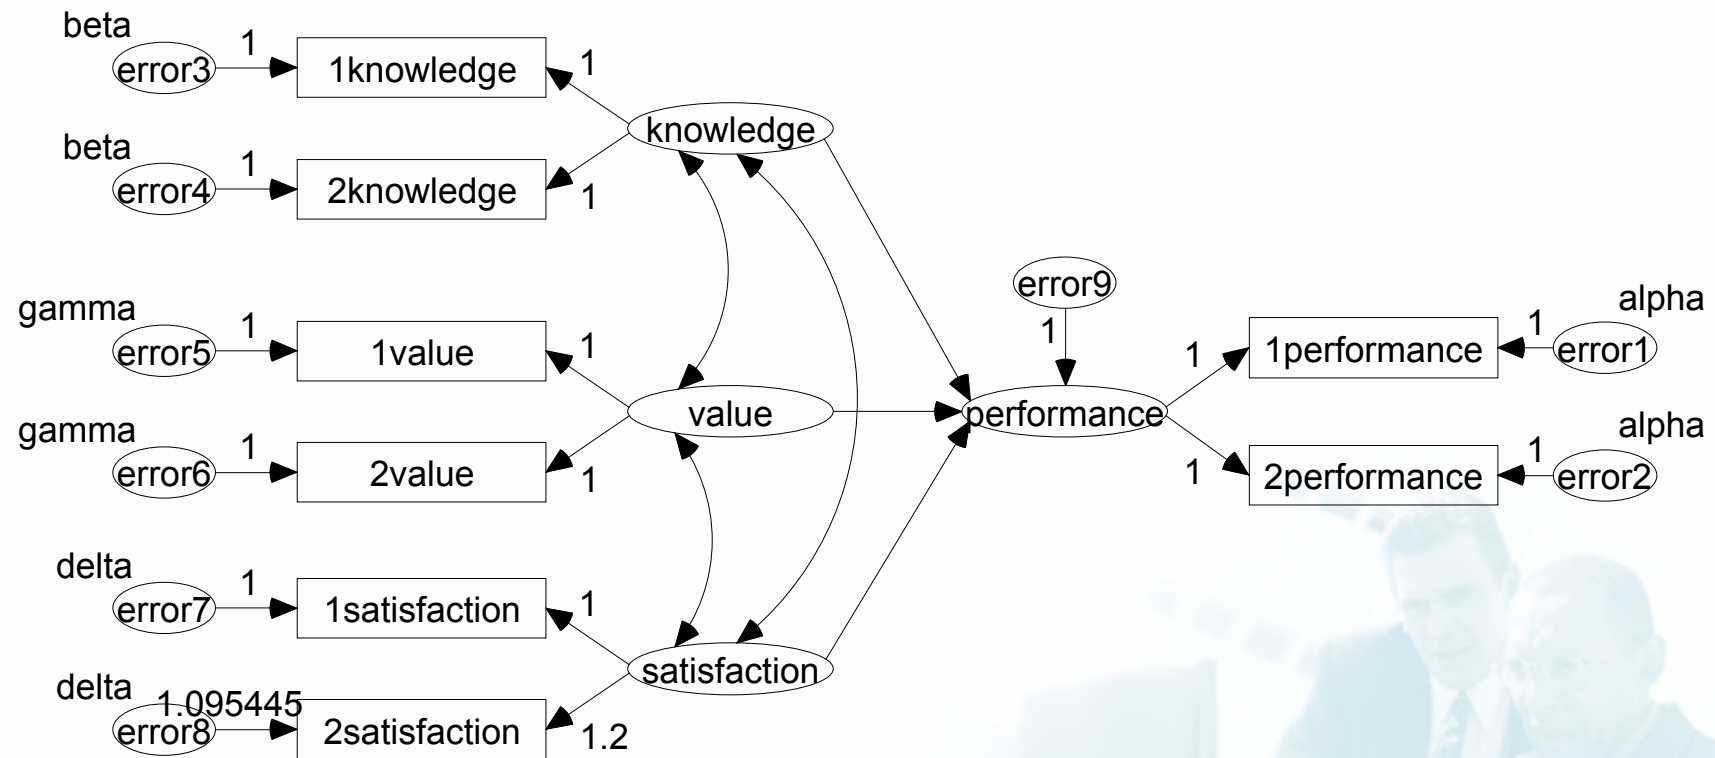 beta
error3
1
1knowledge
1
knowledge
beta
error4
1
2knowledge
1
gamma
error5
1
1value
1
value
gamma
error6
1
2value
1
delta
error7
1
1satisfaction
1
satisfaction
delta
error8
1.095445
2satisfaction
1.2
error9
1
performance
1
1performance
1
error1
alpha
1
2performance
1
error2
alpha